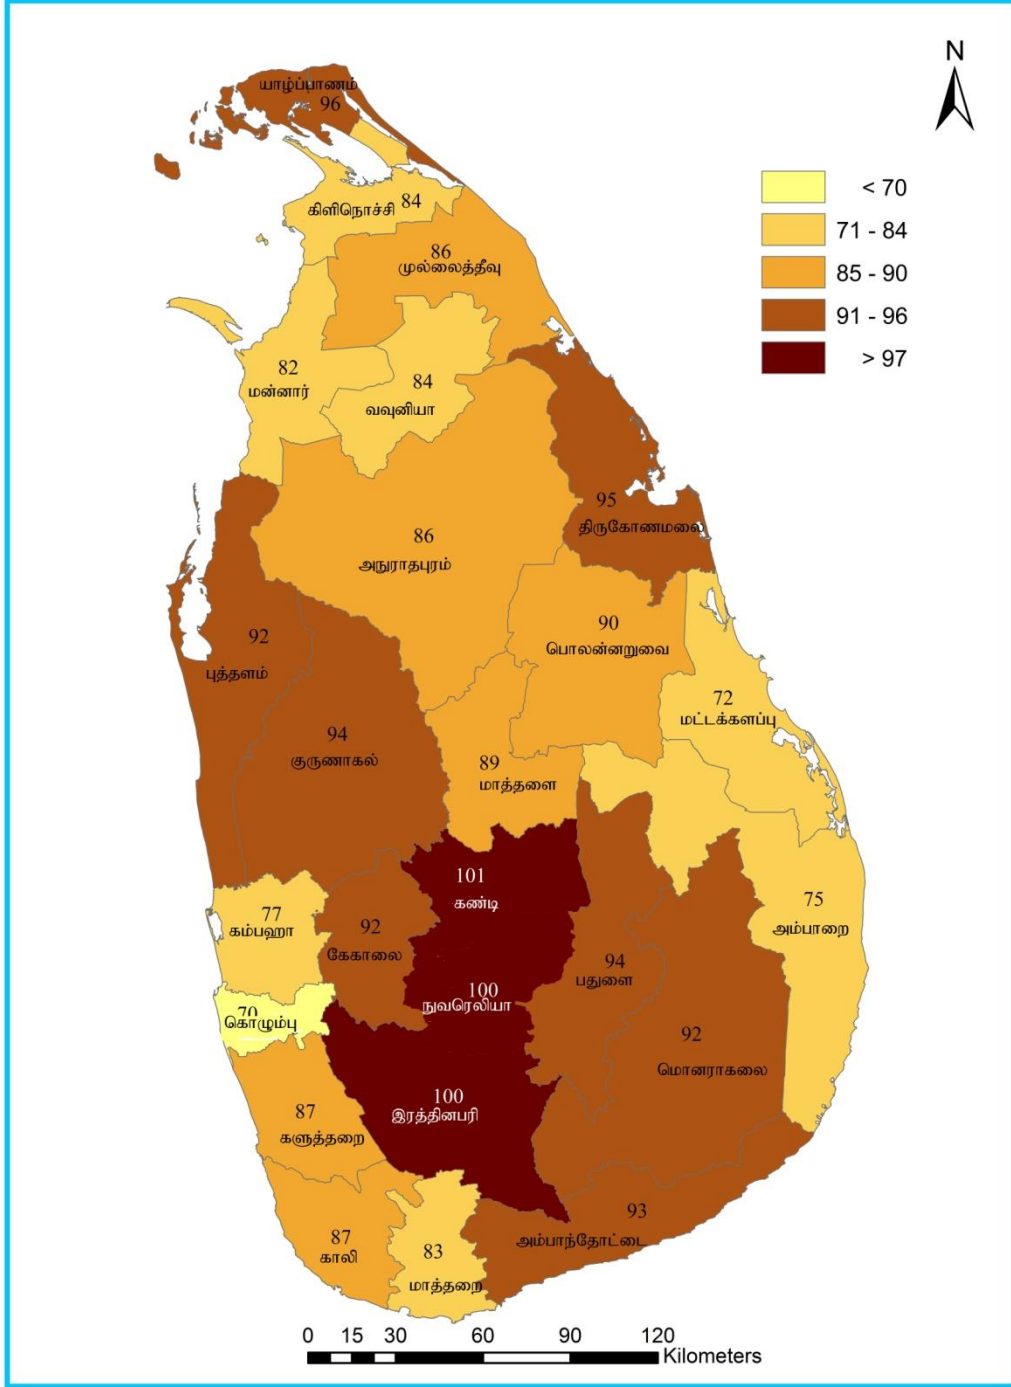 N
யாழ்ப்பாணம்
96
< 70
71 - 84
85 - 90
91 - 96
> 97
84
கிளிநொச்சி
86
முல்லைத்தீவு
82
மன்னார்
84
வவுனியா
95
திருகோணமலை
86
அநுராதபுரம்
90
பொலன்னறுவை
92
புத்தளம்
72
மட்டக்களப்பு
94
குருணாகல்
89
மாத்தளை
101
கண்டி
75
அம்பாறை
77
கம்பஹா
92
கேகாலை
94
பதுளை
100
நுவரெலியா
70
கொழும்பு
92
மொனராகலை
100
இரத்தினபரி
87
களுத்தறை
93
அம்பாந்தோட்டை
87
காலி
83
மாத்தறை
0 15 30 60 90 120
Kilometers